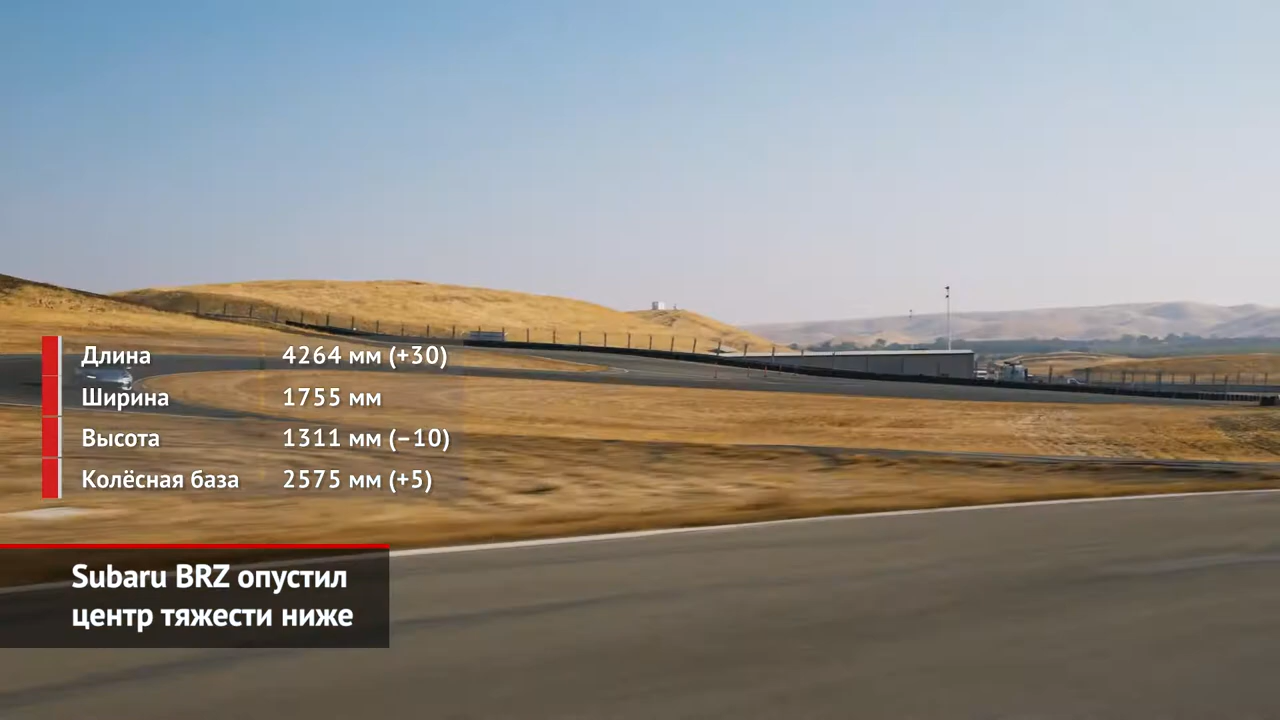 Длина 4264 мм (+30)
Ширина 1755 мм
Высота 1311 мм (–10)
Колёсная база 2575 мм (+5)
Subaru BRZ опустил
центр тяжести ниже